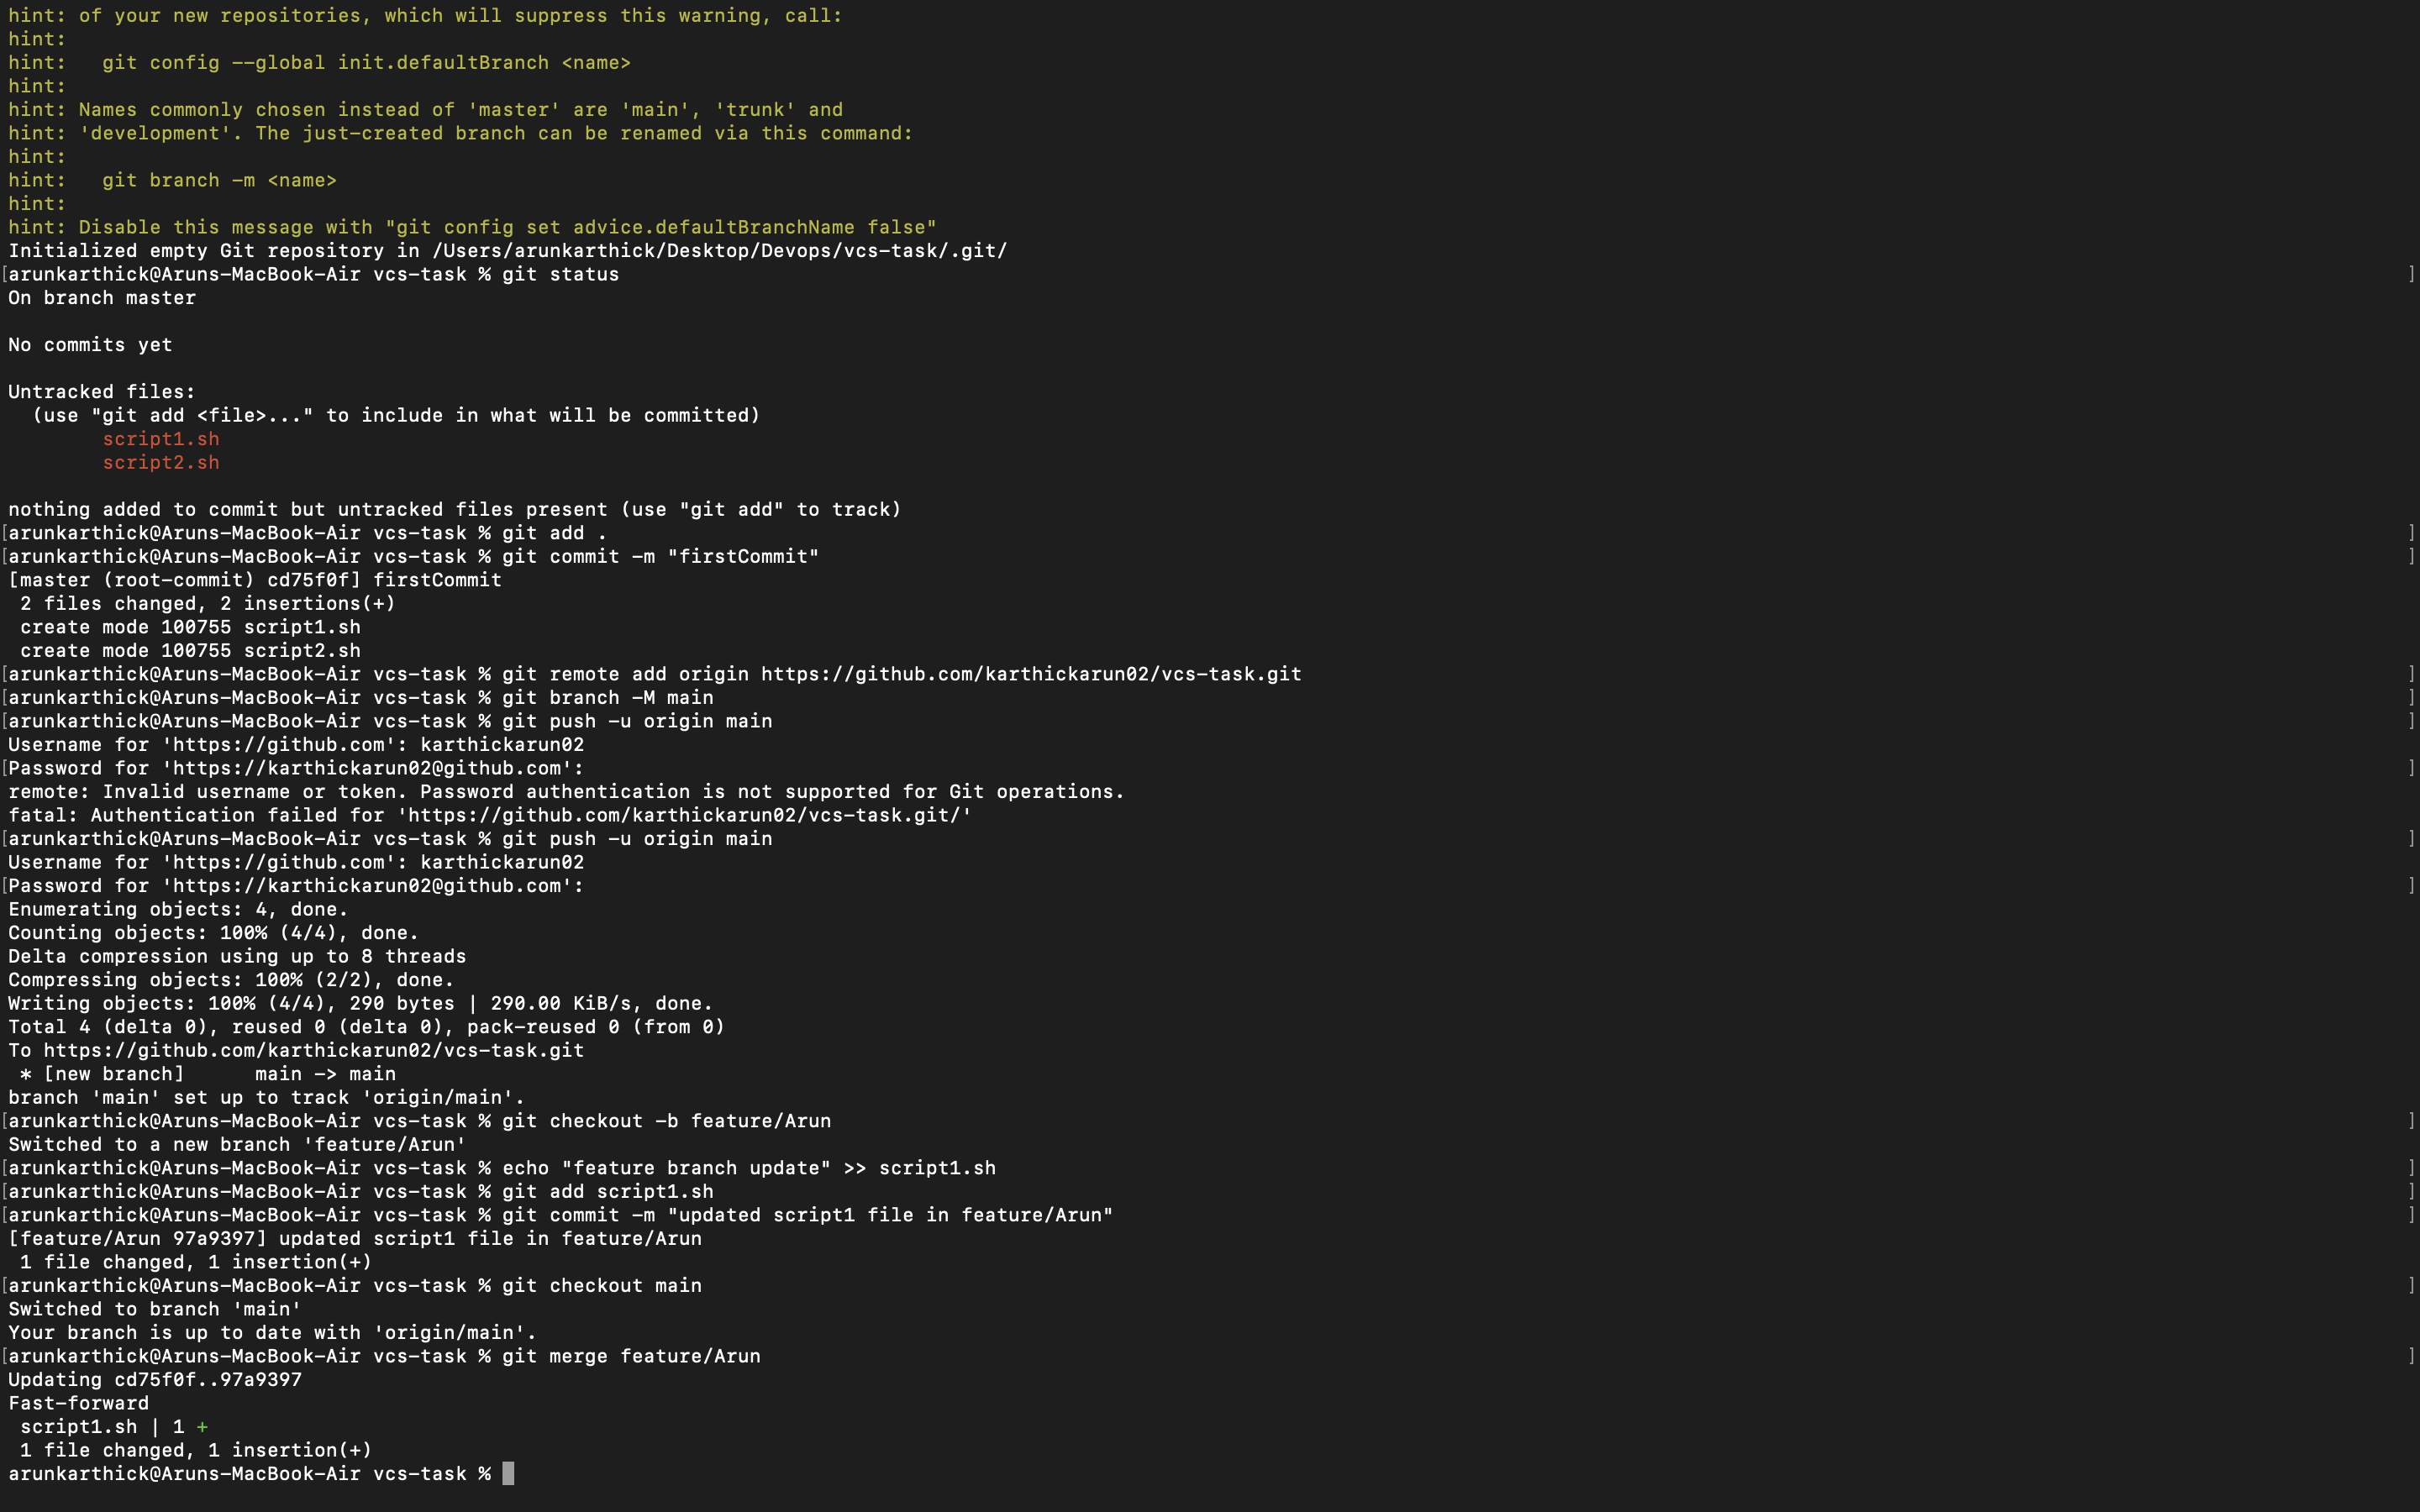 hint: of your new repositories, which will suppress this warning, call:
hint:
hint:   git config --global init.defaultBranch <name>
hint:
hint: Names commonly chosen instead of 'master' are 'main', 'trunk' and
hint: 'development'. The just-created branch can be renamed via this command:
hint:
hint:   git branch -m <name>
hint:
hint: Disable this message with "git config set advice.defaultBranchName false"
Initialized empty Git repository in /Users/arunkarthick/Desktop/Devops/vcs-task/.git/
[arunkarthick@Aruns-MacBook-Air vcs-task % git status ]
On branch master

No commits yet

Untracked files:
  (use "git add <file>..." to include in what will be committed)
        script1.sh
        script2.sh

nothing added to commit but untracked files present (use "git add" to track)
[arunkarthick@Aruns-MacBook-Air vcs-task % git add . ]
[arunkarthick@Aruns-MacBook-Air vcs-task % git commit -m "firstCommit" ]
[master (root-commit) cd75f0f] firstCommit
 2 files changed, 2 insertions(+)
 create mode 100755 script1.sh
 create mode 100755 script2.sh
[arunkarthick@Aruns-MacBook-Air vcs-task % git remote add origin https://github.com/karthickarun02/vcs-task.git ]
[arunkarthick@Aruns-MacBook-Air vcs-task % git branch -M main ]
[arunkarthick@Aruns-MacBook-Air vcs-task % git push -u origin main ]
Username for 'https://github.com': karthickarun02
[Password for 'https://karthickarun02@github.com': ]
remote: Invalid username or token. Password authentication is not supported for Git operations.
fatal: Authentication failed for 'https://github.com/karthickarun02/vcs-task.git/'
[arunkarthick@Aruns-MacBook-Air vcs-task % git push -u origin main ]
Username for 'https://github.com': karthickarun02
[Password for 'https://karthickarun02@github.com': ]
Enumerating objects: 4, done.
Counting objects: 100% (4/4), done.
Delta compression using up to 8 threads
Compressing objects: 100% (2/2), done.
Writing objects: 100% (4/4), 290 bytes | 290.00 KiB/s, done.
Total 4 (delta 0), reused 0 (delta 0), pack-reused 0 (from 0)
To https://github.com/karthickarun02/vcs-task.git
 * [new branch]      main -> main
branch 'main' set up to track 'origin/main'.
[arunkarthick@Aruns-MacBook-Air vcs-task % git checkout -b feature/Arun ]
Switched to a new branch 'feature/Arun'
[arunkarthick@Aruns-MacBook-Air vcs-task % echo "feature branch update" >> script1.sh ]
[arunkarthick@Aruns-MacBook-Air vcs-task % git add script1.sh ]
[arunkarthick@Aruns-MacBook-Air vcs-task % git commit -m "updated script1 file in feature/Arun" ]
[feature/Arun 97a9397] updated script1 file in feature/Arun
 1 file changed, 1 insertion(+)
[arunkarthick@Aruns-MacBook-Air vcs-task % git checkout main ]
Switched to branch 'main'
Your branch is up to date with 'origin/main'.
[arunkarthick@Aruns-MacBook-Air vcs-task % git merge feature/Arun ]
Updating cd75f0f..97a9397
Fast-forward
 script1.sh | 1 +
 1 file changed, 1 insertion(+)
arunkarthick@Aruns-MacBook-Air vcs-task %